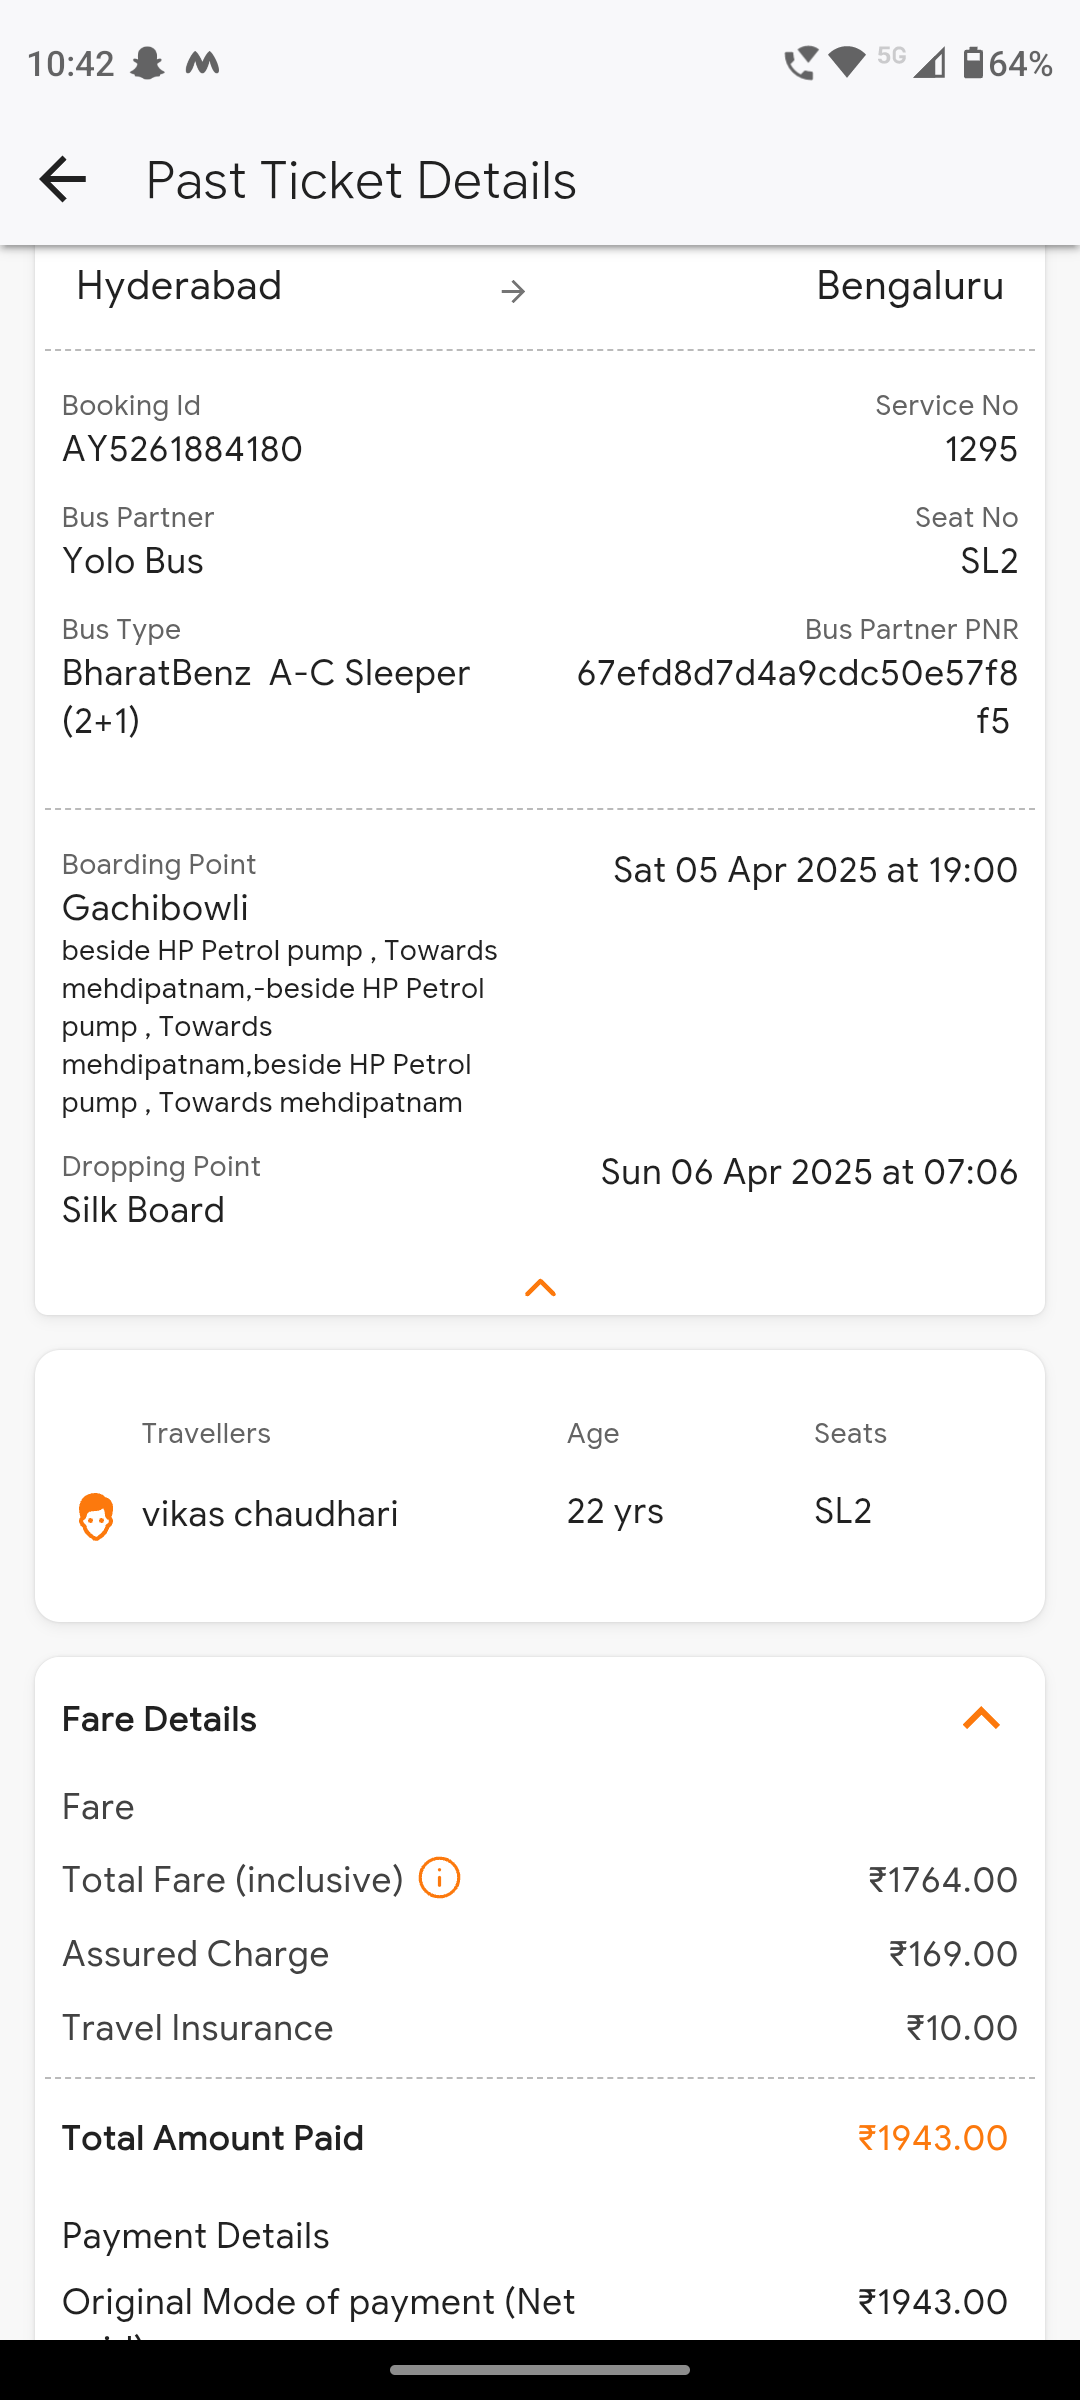 10:42
5G
64%
Past Ticket Details
Hyderabad → Bengaluru
Booking Id Service No
AY5261884180 1295
Bus Partner Seat No
Yolo Bus SL2
Bus Type Bus Partner PNR
BharatBenz A-C Sleeper 67efd8d7d4a9cdc50e57f8
(2+1) f5
Boarding Point Sat 05 Apr 2025 at 19:00
Gachibowli
beside HP Petrol pump , Towards
mehdipatnam,-beside HP Petrol
pump , Towards
mehdipatnam,beside HP Petrol
pump , Towards mehdipatnam
Dropping Point Sun 06 Apr 2025 at 07:06
Silk Board
Travellers Age Seats
vikas chaudhari 22 yrs SL2
Fare Details
Fare
Total Fare (inclusive) ₹1764.00
Assured Charge ₹169.00
Travel Insurance ₹10.00
Total Amount Paid ₹1943.00
Payment Details
Original Mode of payment (Net ₹1943.00